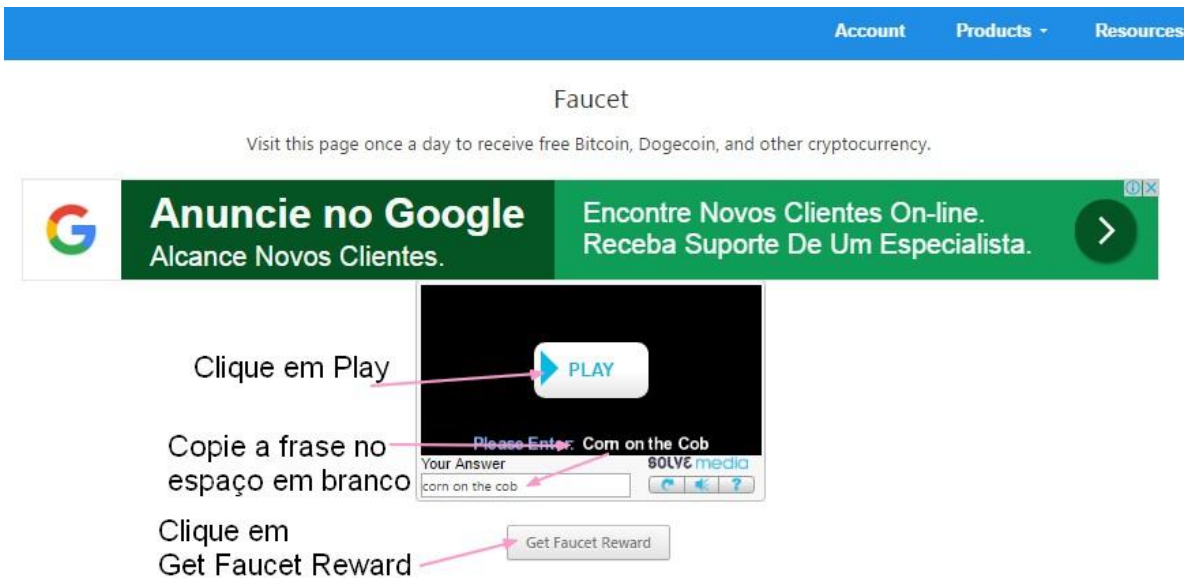 Account Products Resources
Faucet
Visit this page once a day to receive free Bitcoin, Dogecoin, and other cryptocurrency.
Anuncie no Google
Alcance Novos Clientes.
Encontre Novos Clientes On-line.
Receba Suporte De Um Especialista.
Clique em Play
PLAY
Copie a frase no
espaço em branco
Please Enter: Corn on the Cob
Your Answer
SOLVE media
corn on the cob
?
Clique em
Get Faucet Reward
Get Faucet Reward